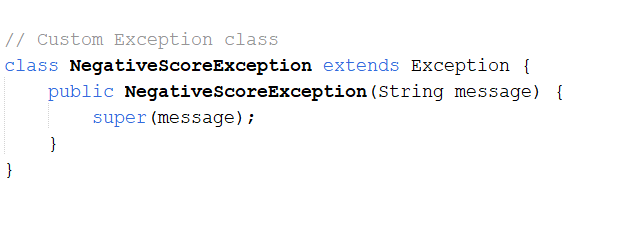 // Custom Exception class
class NegativeScoreException extends Exception {
    public NegativeScoreException(String message) {
        super(message);
    }
}